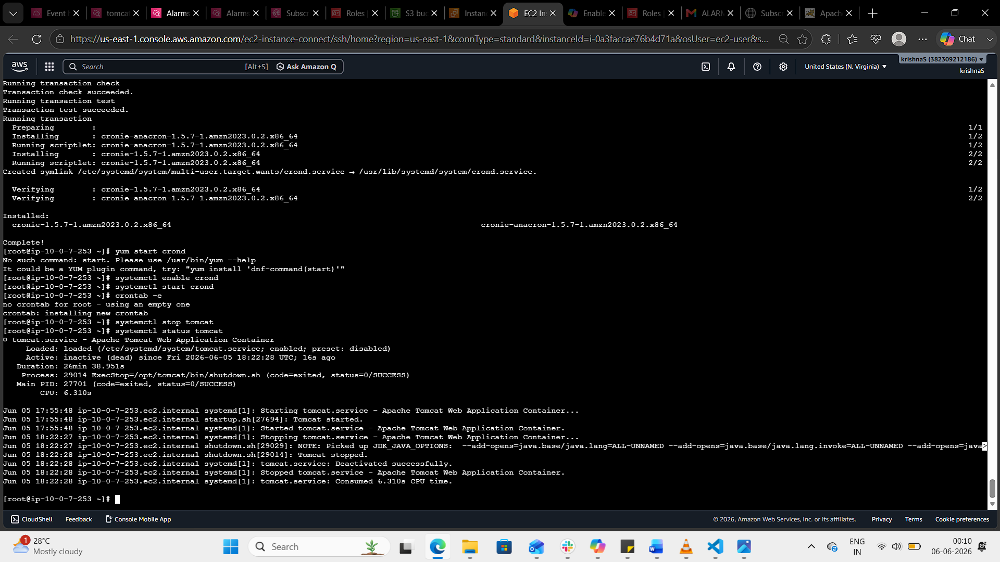 Event
tomcat
Alarms
Alarms
Subscr
Roles
S3 buc
Instanc
EC2 In
Enable
Roles
ALARM
Subscr
Apach
https://us-east-1.console.aws.amazon.com/ec2-instance-connect/ssh/home?region=us-east-1&connType=standard&instanceId=i-0a3faccae76b4d71a&osUser=ec2-user&s...
Chat
aws
Search [Alt+S] Ask Amazon Q
United States (N. Virginia) ▼
krishnaS (382309212186) ▼
krishnaS
Running transaction check
Transaction check succeeded.
Running transaction test
Transaction test succeeded.
Running transaction
Preparing : 1/1
Installing : cronie-anacron-1.5.7-1.amzn2023.0.2.x86_64 1/2
Running scriptlet: cronie-anacron-1.5.7-1.amzn2023.0.2.x86_64 1/2
Installing : cronie-1.5.7-1.amzn2023.0.2.x86_64 2/2
Running scriptlet: cronie-1.5.7-1.amzn2023.0.2.x86_64 2/2
Created symlink /etc/systemd/system/multi-user.target.wants/crond.service → /usr/lib/systemd/system/crond.service.
Verifying : cronie-1.5.7-1.amzn2023.0.2.x86_64 1/2
Verifying : cronie-anacron-1.5.7-1.amzn2023.0.2.x86_64 2/2
Installed:
cronie-1.5.7-1.amzn2023.0.2.x86_64 cronie-anacron-1.5.7-1.amzn2023.0.2.x86_64
Complete!
[root@ip-10-0-7-253 ~]# yum start crond
No such command: start. Please use /usr/bin/yum --help
It could be a YUM plugin command, try: "yum install 'dnf-command(start)'"
[root@ip-10-0-7-253 ~]# systemctl enable crond
[root@ip-10-0-7-253 ~]# systemctl start crond
[root@ip-10-0-7-253 ~]# crontab -e
no crontab for root - using an empty one
crontab: installing new crontab
[root@ip-10-0-7-253 ~]# systemctl stop tomcat
[root@ip-10-0-7-253 ~]# systemctl status tomcat
○ tomcat.service - Apache Tomcat Web Application Container
Loaded: loaded (/etc/systemd/system/tomcat.service; enabled; preset: disabled)
Active: inactive (dead) since Fri 2026-06-05 18:22:28 UTC; 16s ago
Duration: 26min 38.951s
Process: 29014 ExecStop=/opt/tomcat/bin/shutdown.sh (code=exited, status=0/SUCCESS)
Main PID: 27701 (code=exited, status=0/SUCCESS)
CPU: 6.310s
Jun 05 17:55:48 ip-10-0-7-253.ec2.internal systemd[1]: Starting tomcat.service - Apache Tomcat Web Application Container...
Jun 05 17:55:48 ip-10-0-7-253.ec2.internal startup.sh[27694]: Tomcat started.
Jun 05 17:55:48 ip-10-0-7-253.ec2.internal systemd[1]: Started tomcat.service - Apache Tomcat Web Application Container.
Jun 05 18:22:27 ip-10-0-7-253.ec2.internal systemd[1]: Stopping tomcat.service - Apache Tomcat Web Application Container...
Jun 05 18:22:27 ip-10-0-7-253.ec2.internal shutdown.sh[29029]: NOTE: Picked up JDK_JAVA_OPTIONS: --add-opens=java.base/java.lang=ALL-UNNAMED --add-opens=java.base/java.lang.invoke=ALL-UNNAMED --add-opens=java>
Jun 05 18:22:28 ip-10-0-7-253.ec2.internal shutdown.sh[29014]: Tomcat stopped.
Jun 05 18:22:28 ip-10-0-7-253.ec2.internal systemd[1]: tomcat.service: Deactivated successfully.
Jun 05 18:22:28 ip-10-0-7-253.ec2.internal systemd[1]: Stopped tomcat.service - Apache Tomcat Web Application Container.
Jun 05 18:22:28 ip-10-0-7-253.ec2.internal systemd[1]: tomcat.service: Consumed 6.310s CPU time.
[root@ip-10-0-7-253 ~]#
CloudShell Feedback Console Mobile App © 2026, Amazon Web Services, Inc. or its affiliates. Privacy Terms Cookie preferences
1
28°C
Mostly cloudy
Search
ENG
IN
00:10
06-06-2026